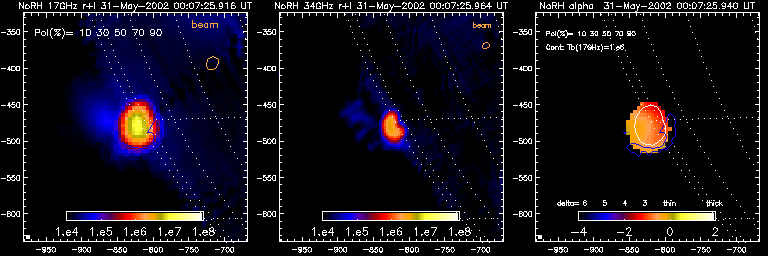 NoRH 17GHz r+l 31-May-2002 00:07:25.916 UT
beam
Pol(%)= 10 30 50 70 90
-350
-400
-450
-500
-550
-600
1.e4 1.e5 1.e6 1.e7 1.e8
-950 -900 -850 -800 -750 -700
NoRH 34GHz r+l 31-May-2002 00:07:25.964 UT
beam
-350
-400
-450
-500
-550
-600
1.e4 1.e5 1.e6 1.e7 1.e8
-950 -900 -850 -800 -750 -700
NoRH alpha 31-May-2002 00:07:25.940 UT
Pol(%)= 10 30 50 70 90
Cont: Tb(17GHz)=1.e6,
-350
-400
-450
-500
-550
-600
delta= 6 5 4 3 thin thick
-4 -2 0 2
-950 -900 -850 -800 -750 -700